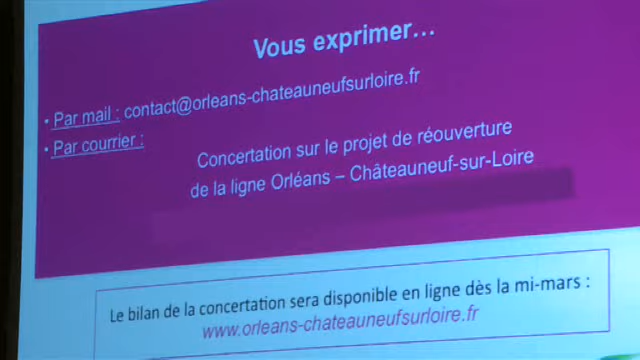 Vous exprimer...
• Par mail : contact@orleans-chateauneufsurloire.fr
• Par courrier :
Concertation sur le projet de réouverture
de la ligne Orléans – Châteauneuf-sur-Loire
Le bilan de la concertation sera disponible en ligne dès la mi-mars :
www.orleans-chateauneufsurloire.fr